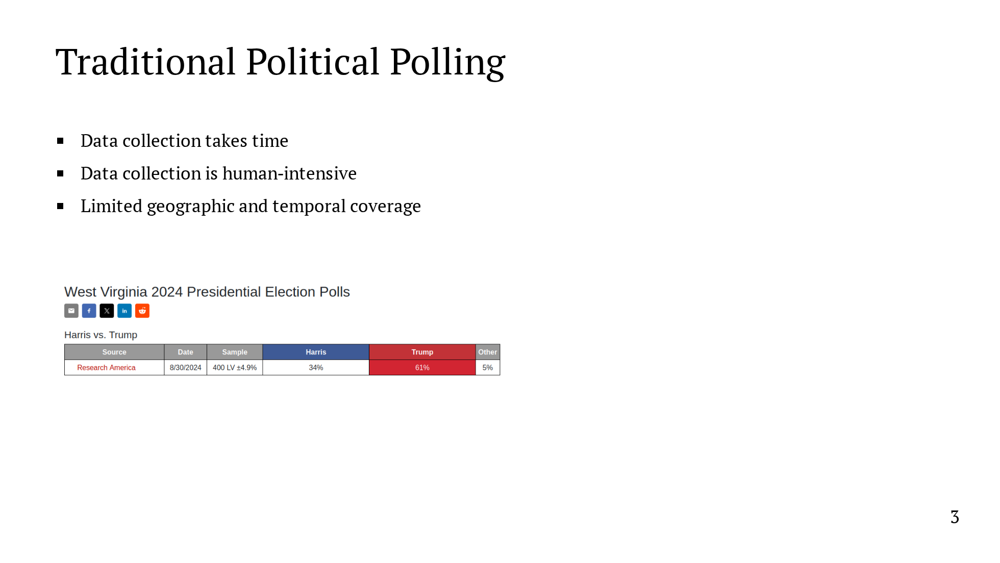 Traditional Political Polling
Data collection takes time
Data collection is human-intensive
Limited geographic and temporal coverage
West Virginia 2024 Presidential Election Polls
Harris vs. Trump
Source Date Sample Harris Trump Other
Research America 8/30/2024 400 LV ±4.9% 34% 61% 5%
3